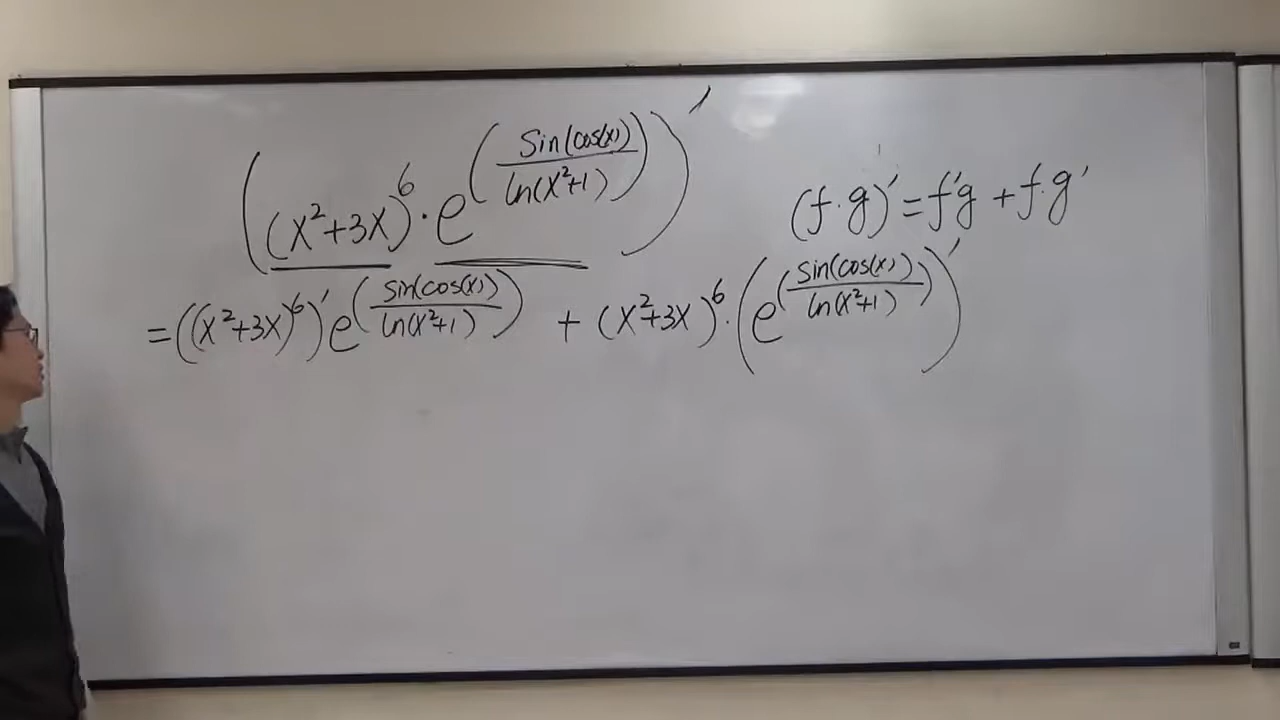 ((x²+3x)⁶·e^(sin(cos(x))/ln(x²+1)))′
(f·g)′=f′g+f·g′
=((x²+3x)⁶)′e^(sin(cos(x))/ln(x²+1)) + (x²+3x)⁶·(e^(sin(cos(x))/ln(x²+1)))′